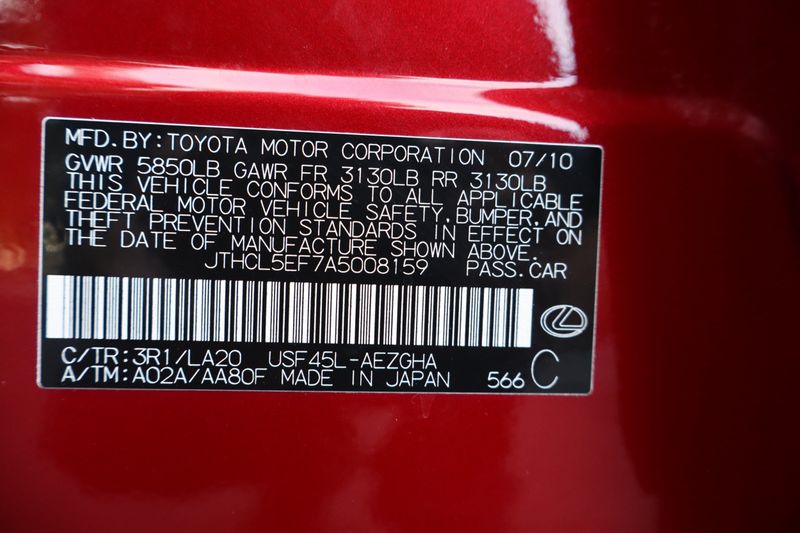 MFD.BY:TOYOTA MOTOR CORPORATION 07/10
GVWR 5850LB GAWR FR 3130LB RR 3130LB
THIS VEHICLE CONFORMS TO ALL APPLICABLE
FEDERAL MOTOR VEHICLE SAFETY,BUMPER,AND
THEFT PREVENTION STANDARDS IN EFFECT ON
THE DATE OF MANUFACTURE SHOWN ABOVE.
JTHCL5EF7A5008159 PASS.CAR
C/TR:3R1/LA20 USF45L-AEZGHA
A/TM:A02A/AA80F MADE IN JAPAN 566 C